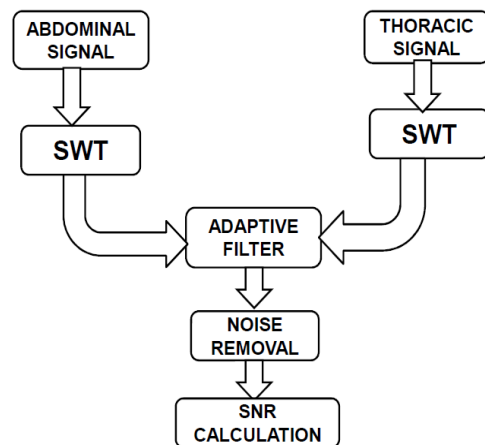 ABDOMINAL
SIGNAL
THORACIC
SIGNAL
SWT
SWT
ADAPTIVE
FILTER
NOISE
REMOVAL
SNR
CALCULATION